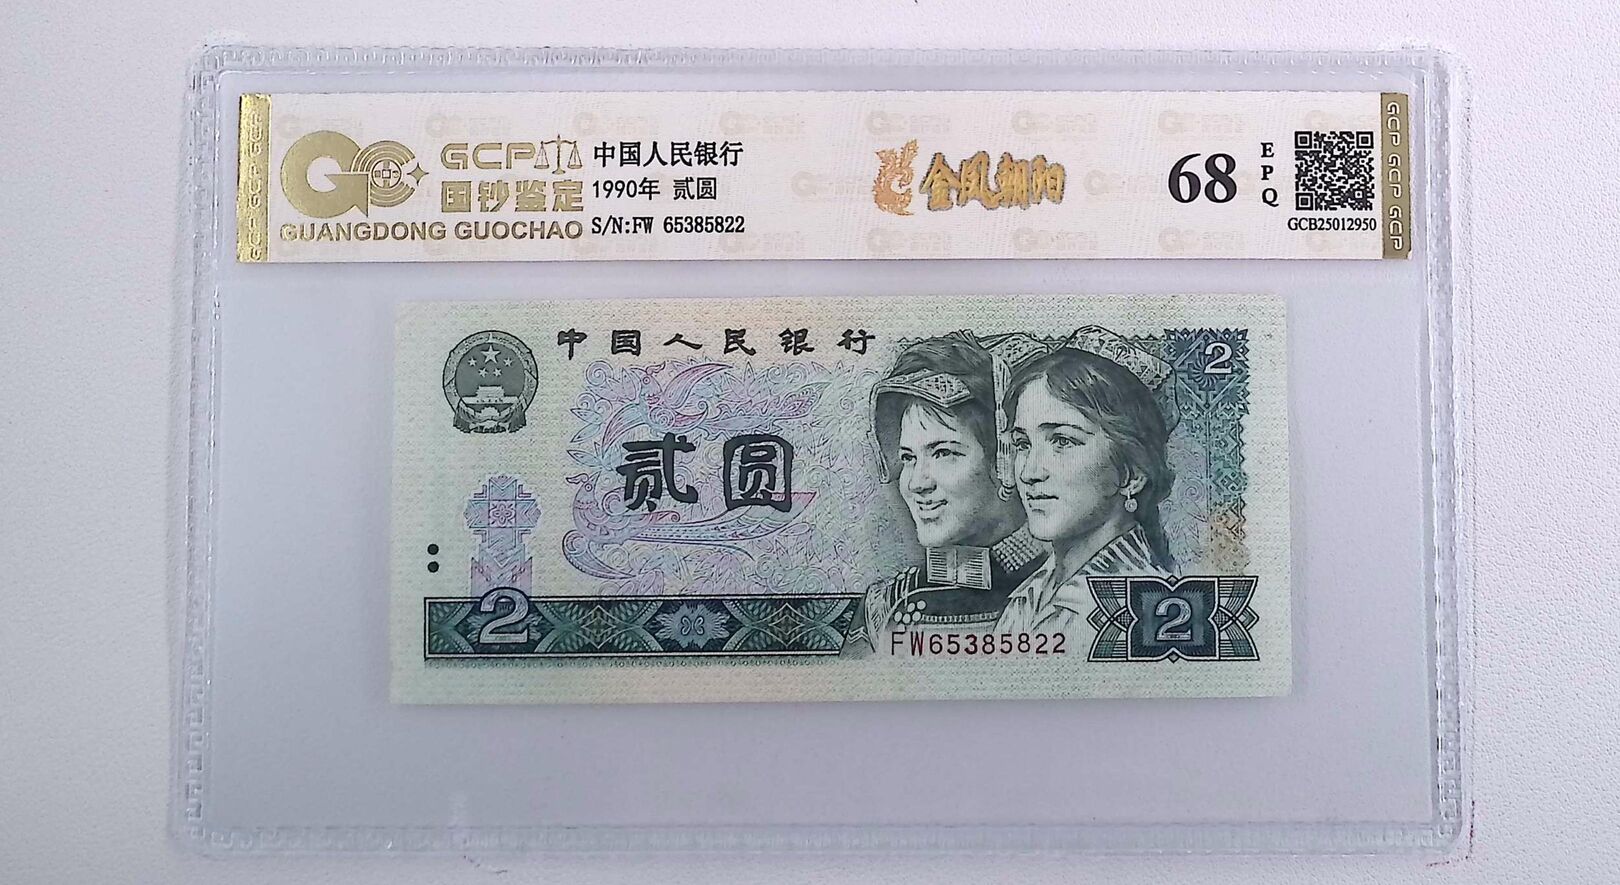 GCP
国钞鉴定
GUANGDONG GUOCHAO
中国人民银行
1990年 贰圆
S/N:FW 65385822
金凤朝阳
68
EPQ
GCB25012950
GCP GCP GCP
中国人民银行
2
贰圆
2
FW65385822
2